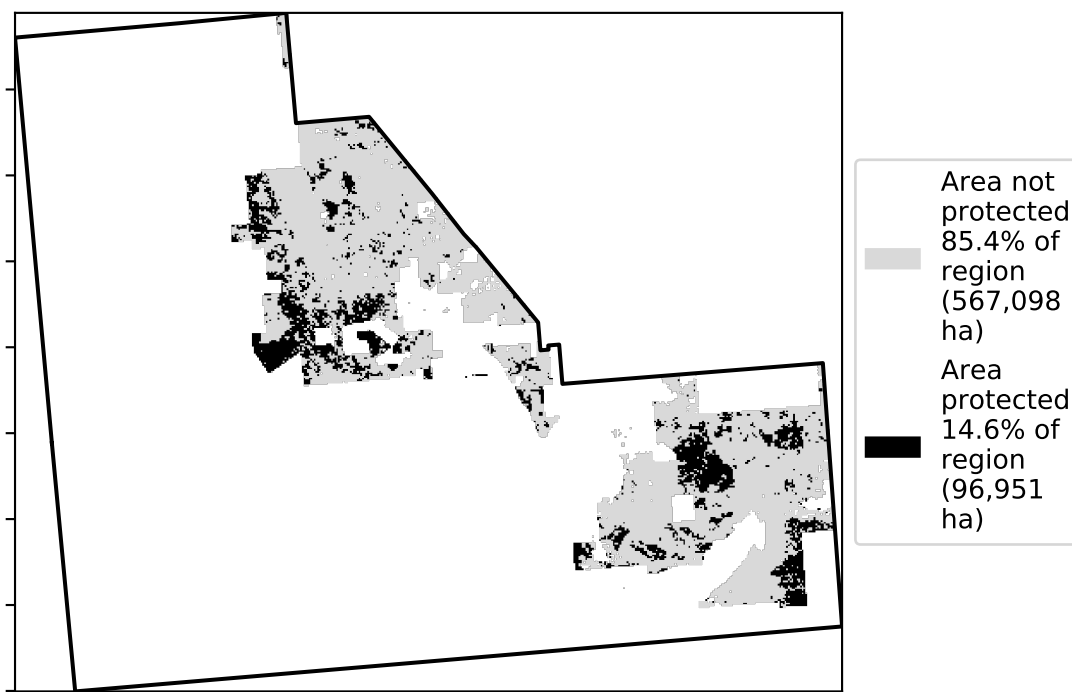 Area not
protected
85.4% of
region
(567,098
ha)
Area
protected
14.6% of
region
(96,951
ha)